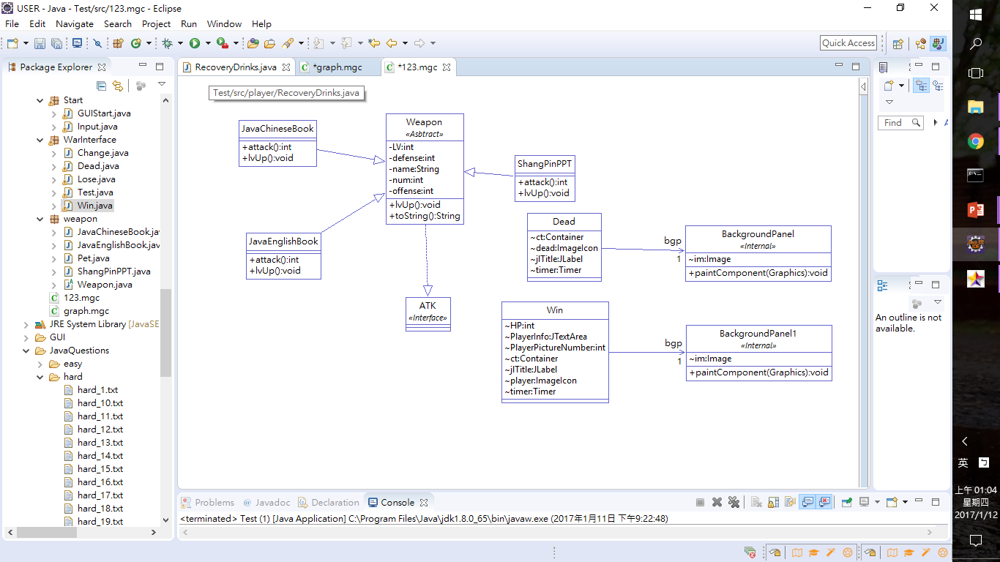 USER - Java - Test/src/123.mgc - Eclipse
File Edit Navigate Search Project Run Window Help
Quick Access
Package Explorer
Start
GUIStart.java
Input.java
WarInterface
Change.java
Dead.java
Lose.java
Test.java
Win.java
weapon
JavaChineseBook.jav
JavaEnglishBook.jav
Pet.java
ShangPinPPT.java
Weapon.java
123.mgc
graph.mgc
JRE System Library [JavaSE
GUI
JavaQuestions
easy
hard
hard_1.txt
hard_10.txt
hard_11.txt
hard_12.txt
hard_13.txt
hard_14.txt
hard_15.txt
hard_16.txt
hard_17.txt
hard_18.txt
hard_19.txt
RecoveryDrinks.java *graph.mgc *123.mgc
Test/src/player/RecoveryDrinks.java
JavaChineseBook
+attack():int
+lvUp():void
Weapon
«Asbtract»
-LV:int
-defense:int
-name:String
-num:int
-offense:int
+lvUp():void
+toString():String
ShangPinPPT
+attack():int
+lvUp():void
JavaEnglishBook
+attack():int
+lvUp():void
ATK
«Interface»
Dead
~ct:Container
~dead:ImageIcon
~jlTitle:JLabel
~timer:Timer
bgp
1
BackgroundPanel
«Internal»
~im:Image
+paintComponent(Graphics):void
Win
~HP:int
~PlayerInfo:JTextArea
~PlayerPictureNumber:int
~ct:Container
~jlTitle:JLabel
~player:ImageIcon
~timer:Timer
bgp
1
BackgroundPanel1
«Internal»
~im:Image
+paintComponent(Graphics):void
Find
A
An outline is not
available.
Problems @ Javadoc Declaration Console
<terminated> Test (1) [Java Application] C:\Program Files\Java\jdk1.8.0_65\bin\javaw.exe (2017年1月11日 下午9:22:48)
英
ㄅ
上午 01:04
星期四
2017/1/12